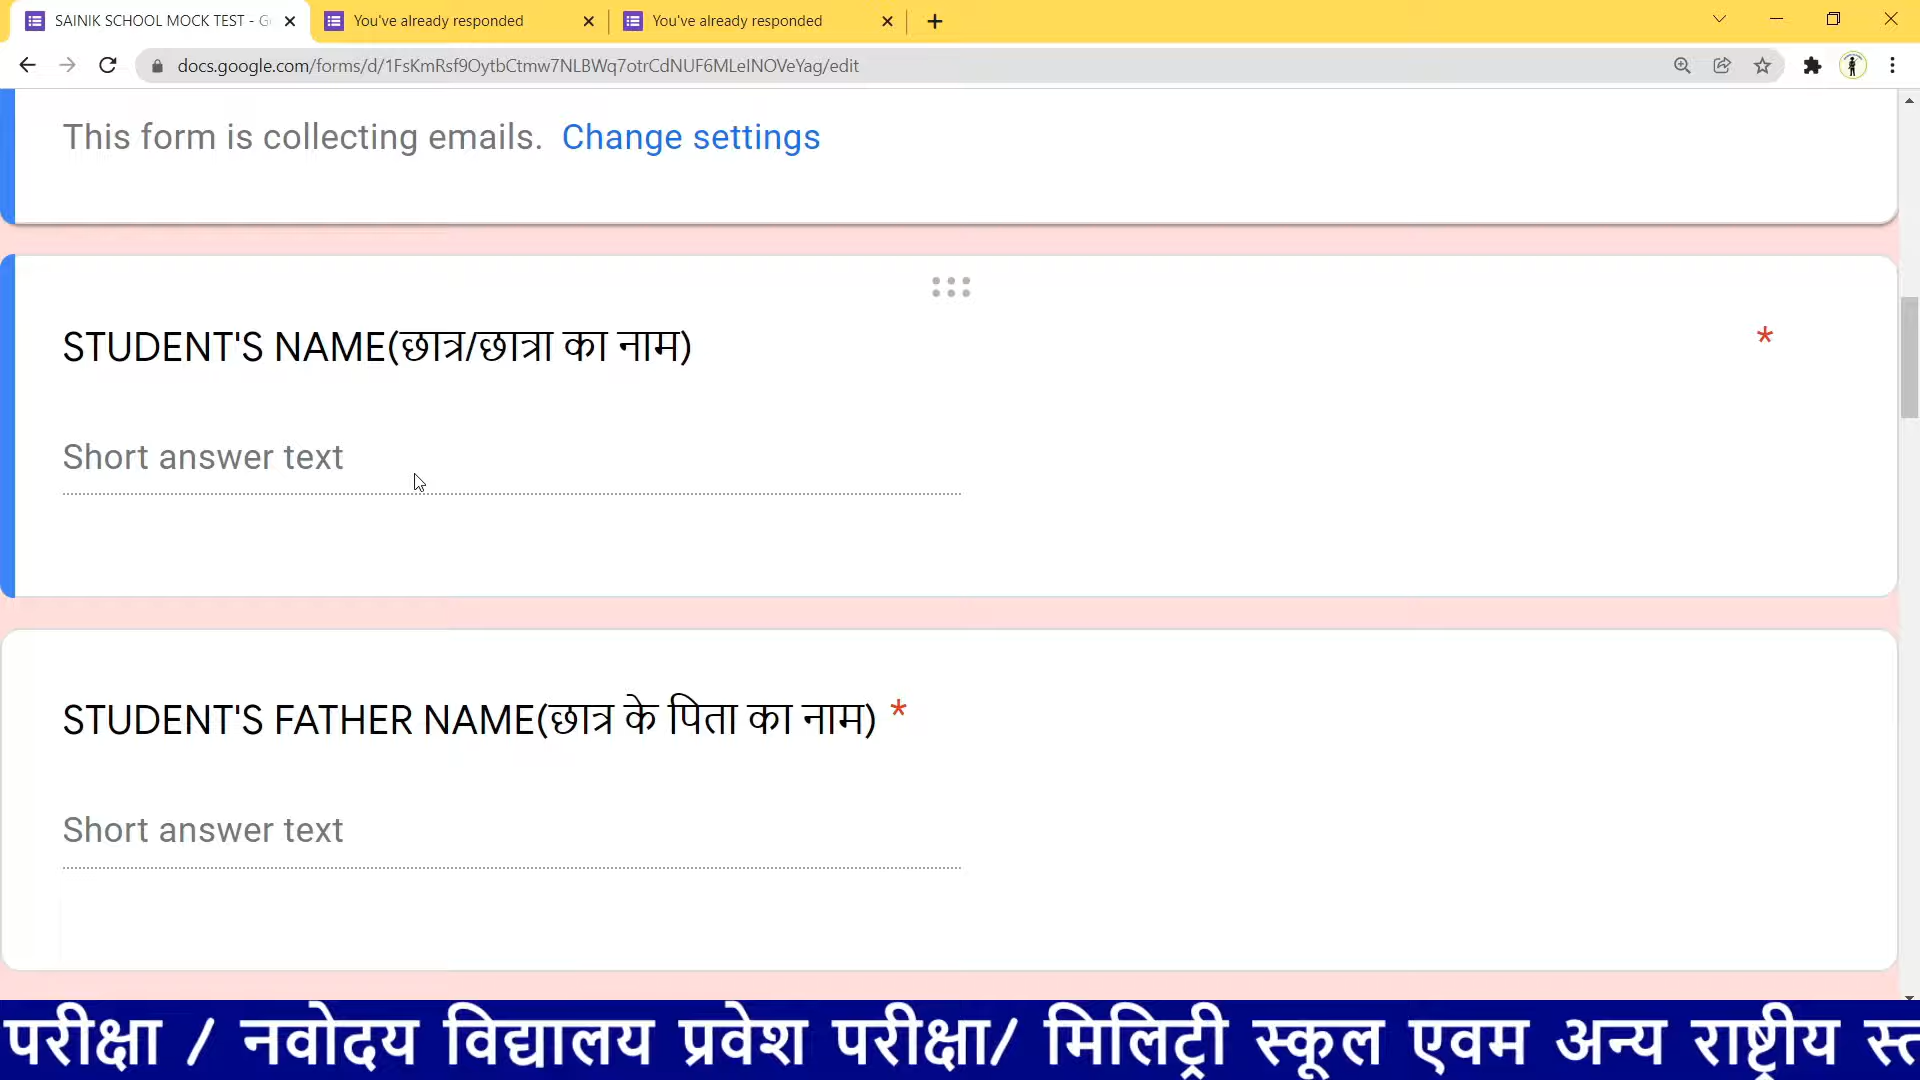 SAINIK SCHOOL MOCK TEST - G
You've already responded
You've already responded
docs.google.com/forms/d/1FsKmRsf9OytbCtmw7NLBWq7otrCdNUF6MLeINOVeYag/edit
This form is collecting emails. Change settings
STUDENT'S NAME(छात्र/छात्रा का नाम) *
Short answer text
STUDENT'S FATHER NAME(छात्र के पिता का नाम) *
Short answer text
परीक्षा / नवोदय विद्यालय प्रवेश परीक्षा/ मिलिट्री स्कूल एवम अन्य राष्ट्रीय स्त